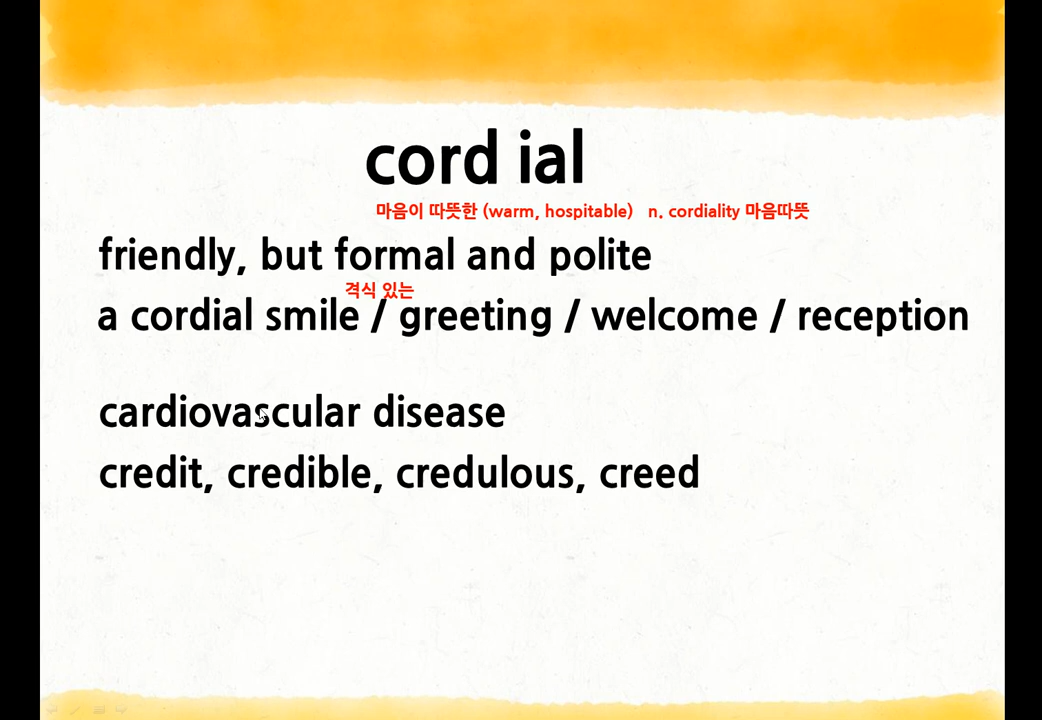 cord ial
마음이 따뜻한 (warm, hospitable) n. cordiality 마음따뜻
friendly, but formal and polite
격식 있는
a cordial smile / greeting / welcome / reception
cardiovascular disease
credit, credible, credulous, creed